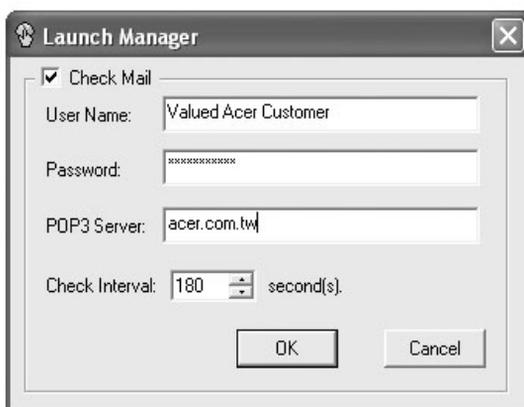 Launch Manager
Check Mail
User Name: Valued Acer Customer
Password: ***********
POP3 Server: acer.com.tw
Check Interval: 180 second(s).
OK Cancel